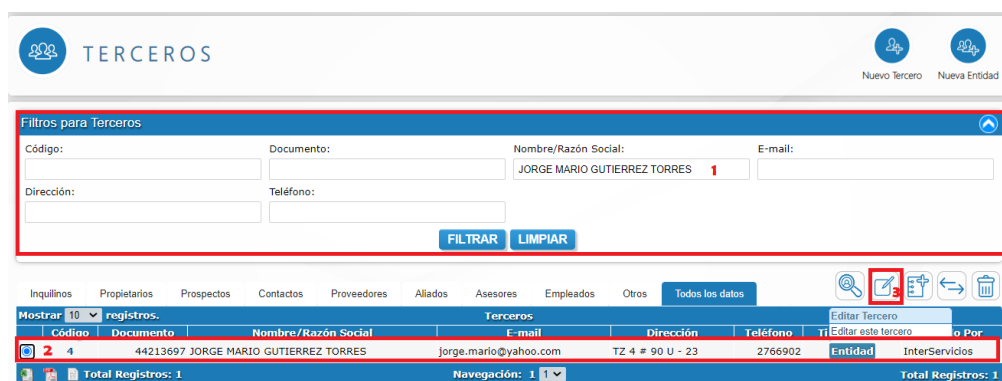 TERCEROS
Nuevo Tercero Nueva Entidad
Filtros para Terceros
Código: Documento: Nombre/Razón Social: E-mail:
JORGE MARIO GUTIERREZ TORRES 1
Dirección: Teléfono:
FILTRAR LIMPIAR
Inquilinos Propietarios Prospectos Contactos Proveedores Aliados Asesores Empleados Otros Todos los datos
3
Mostrar 10 registros. Terceros Editar Tercero
Código Documento Nombre/Razón Social E-mail Dirección Teléfono Editar este tercero Por
2 4 44213697 JORGE MARIO GUTIERREZ TORRES jorge.mario@yahoo.com TZ 4 # 90 U - 23 2766902 Entidad InterServicios
Total Registros: 1 Navegación: 1 1 Total Registros: 1